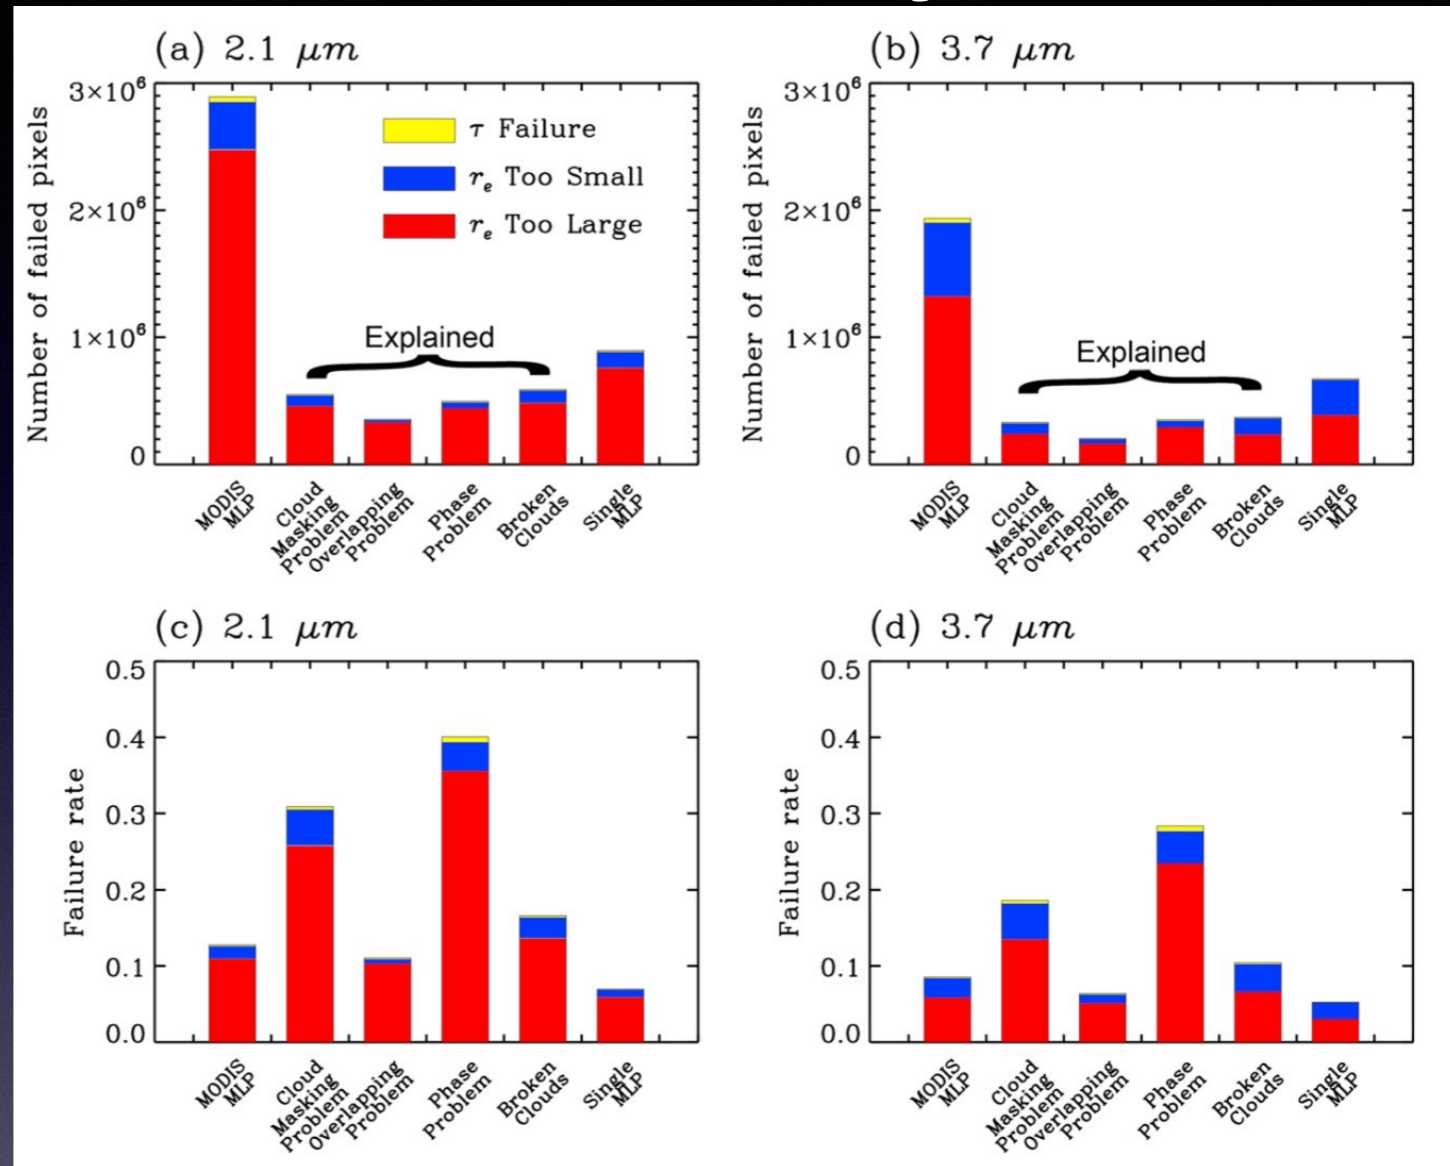 (a) 2.1 μm
3×10⁶
2×10⁶
1×10⁶
0
Number of failed pixels
τ Failure
rₑ Too Small
rₑ Too Large
Explained
MODIS
MLP
Cloud
Masking
Problem
Overlapping
Problem
Phase
Problem
Broken
Clouds
Single
MLP
(b) 3.7 μm
3×10⁶
2×10⁶
1×10⁶
0
Number of failed pixels
Explained
MODIS
MLP
Cloud
Masking
Problem
Overlapping
Problem
Phase
Problem
Broken
Clouds
Single
MLP
(c) 2.1 μm
0.5
0.4
0.3
0.2
0.1
0.0
Failure rate
MODIS
MLP
Cloud
Masking
Problem
Overlapping
Problem
Phase
Problem
Broken
Clouds
Single
MLP
(d) 3.7 μm
0.5
0.4
0.3
0.2
0.1
0.0
Failure rate
MODIS
MLP
Cloud
Masking
Problem
Overlapping
Problem
Phase
Problem
Broken
Clouds
Single
MLP